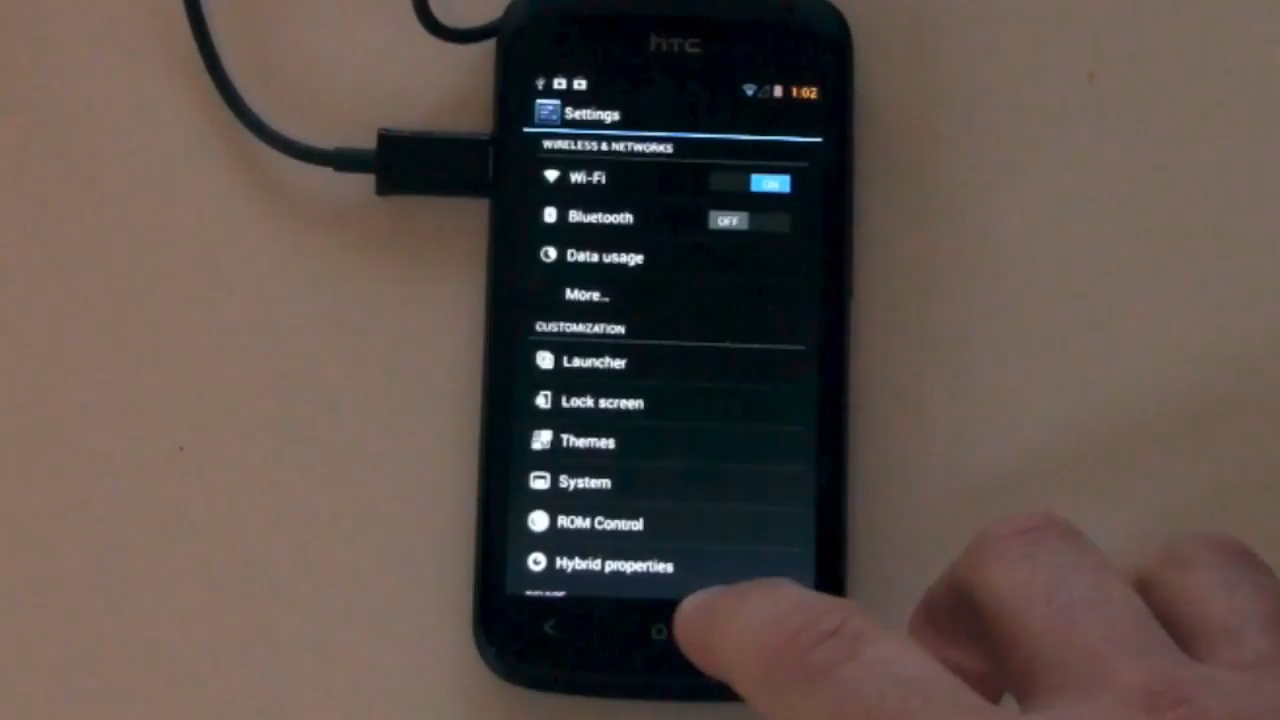 hTC
1:02
Settings
WIRELESS & NETWORKS
Wi-Fi
ON
Bluetooth
OFF
Data usage
More...
CUSTOMIZATION
Launcher
Lock screen
Themes
System
ROM Control
Hybrid properties